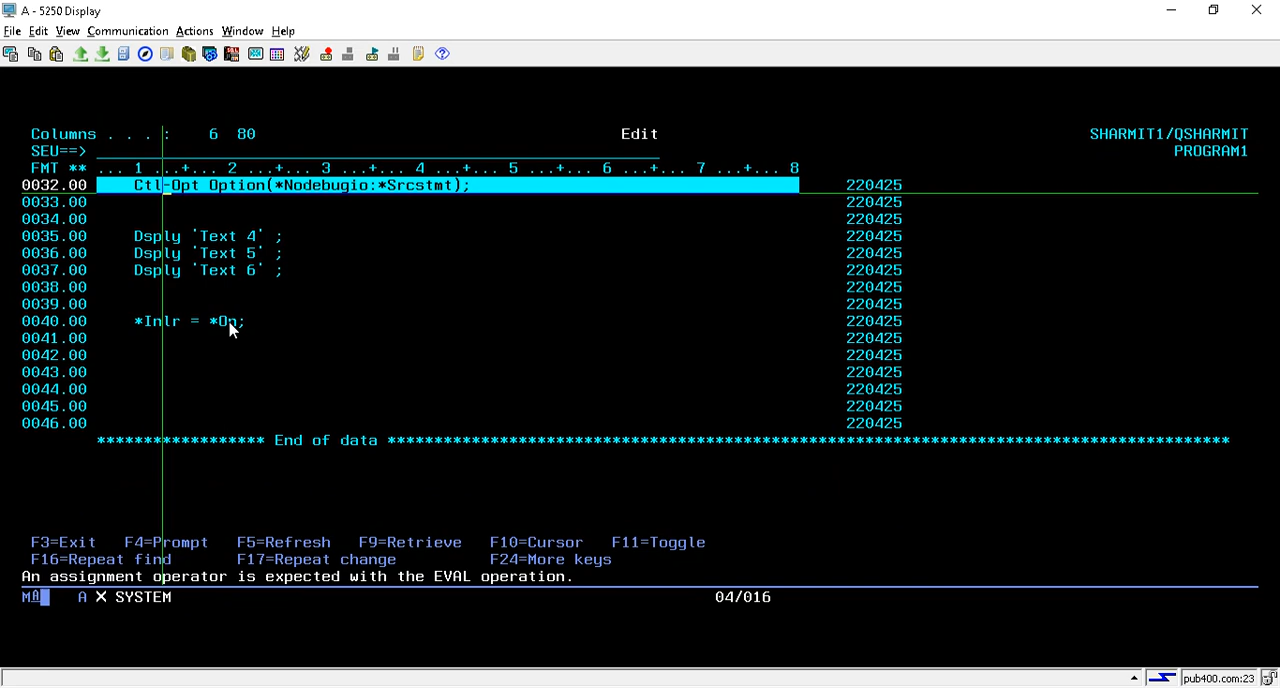 A - 5250 Display
File Edit View Communication Actions Window Help
Columns . . . : 6 80 Edit SHARMIT1/QSHARMIT
SEU==> PROGRAM1
FMT ** ... 1 ...+... 2 ...+... 3 ...+... 4 ...+... 5 ...+... 6 ...+... 7 ...+... 8
0032.00 Ctl-Opt Option(*Nodebugio:*Srcstmt); 220425
0033.00 220425
0034.00 220425
0035.00 Dsply 'Text 4' ; 220425
0036.00 Dsply 'Text 5' ; 220425
0037.00 Dsply 'Text 6' ; 220425
0038.00 220425
0039.00 220425
0040.00 *Inlr = *On; 220425
0041.00 220425
0042.00 220425
0043.00 220425
0044.00 220425
0045.00 220425
0046.00 220425
****************** End of data ******************************************************************************************
F3=Exit F4=Prompt F5=Refresh F9=Retrieve F10=Cursor F11=Toggle
F16=Repeat find F17=Repeat change F24=More keys
An assignment operator is expected with the EVAL operation.
MA A X SYSTEM 04/016
pub400.com:23